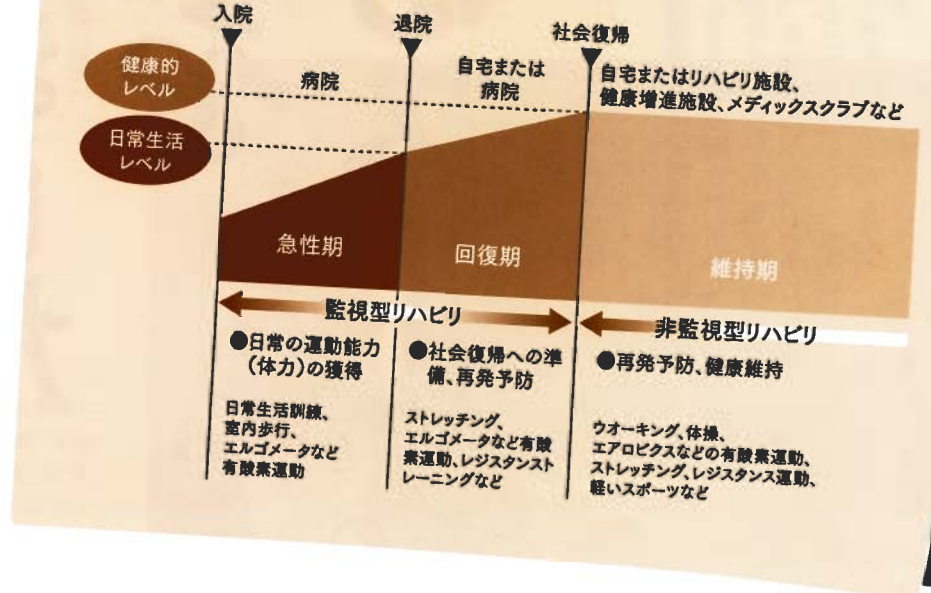 入院
退院
社会復帰
健康的
レベル
病院
自宅または
病院
自宅またはリハビリ施設、
健康増進施設、メディックスクラブなど
日常生活
レベル
急性期
回復期
維持期
監視型リハビリ
非監視型リハビリ
●日常の運動能力
(体力)の獲得
●社会復帰への準
備、再発予防
●再発予防、健康維持
日常生活訓練、
室内歩行、
エルゴメータなど
有酸素運動
ストレッチング、
エルゴメータなど有酸
素運動、レジスタンスト
レーニングなど
ウオーキング、体操、
エアロビクスなどの有酸素運動、
ストレッチング、レジスタンス運動、
軽いスポーツなど